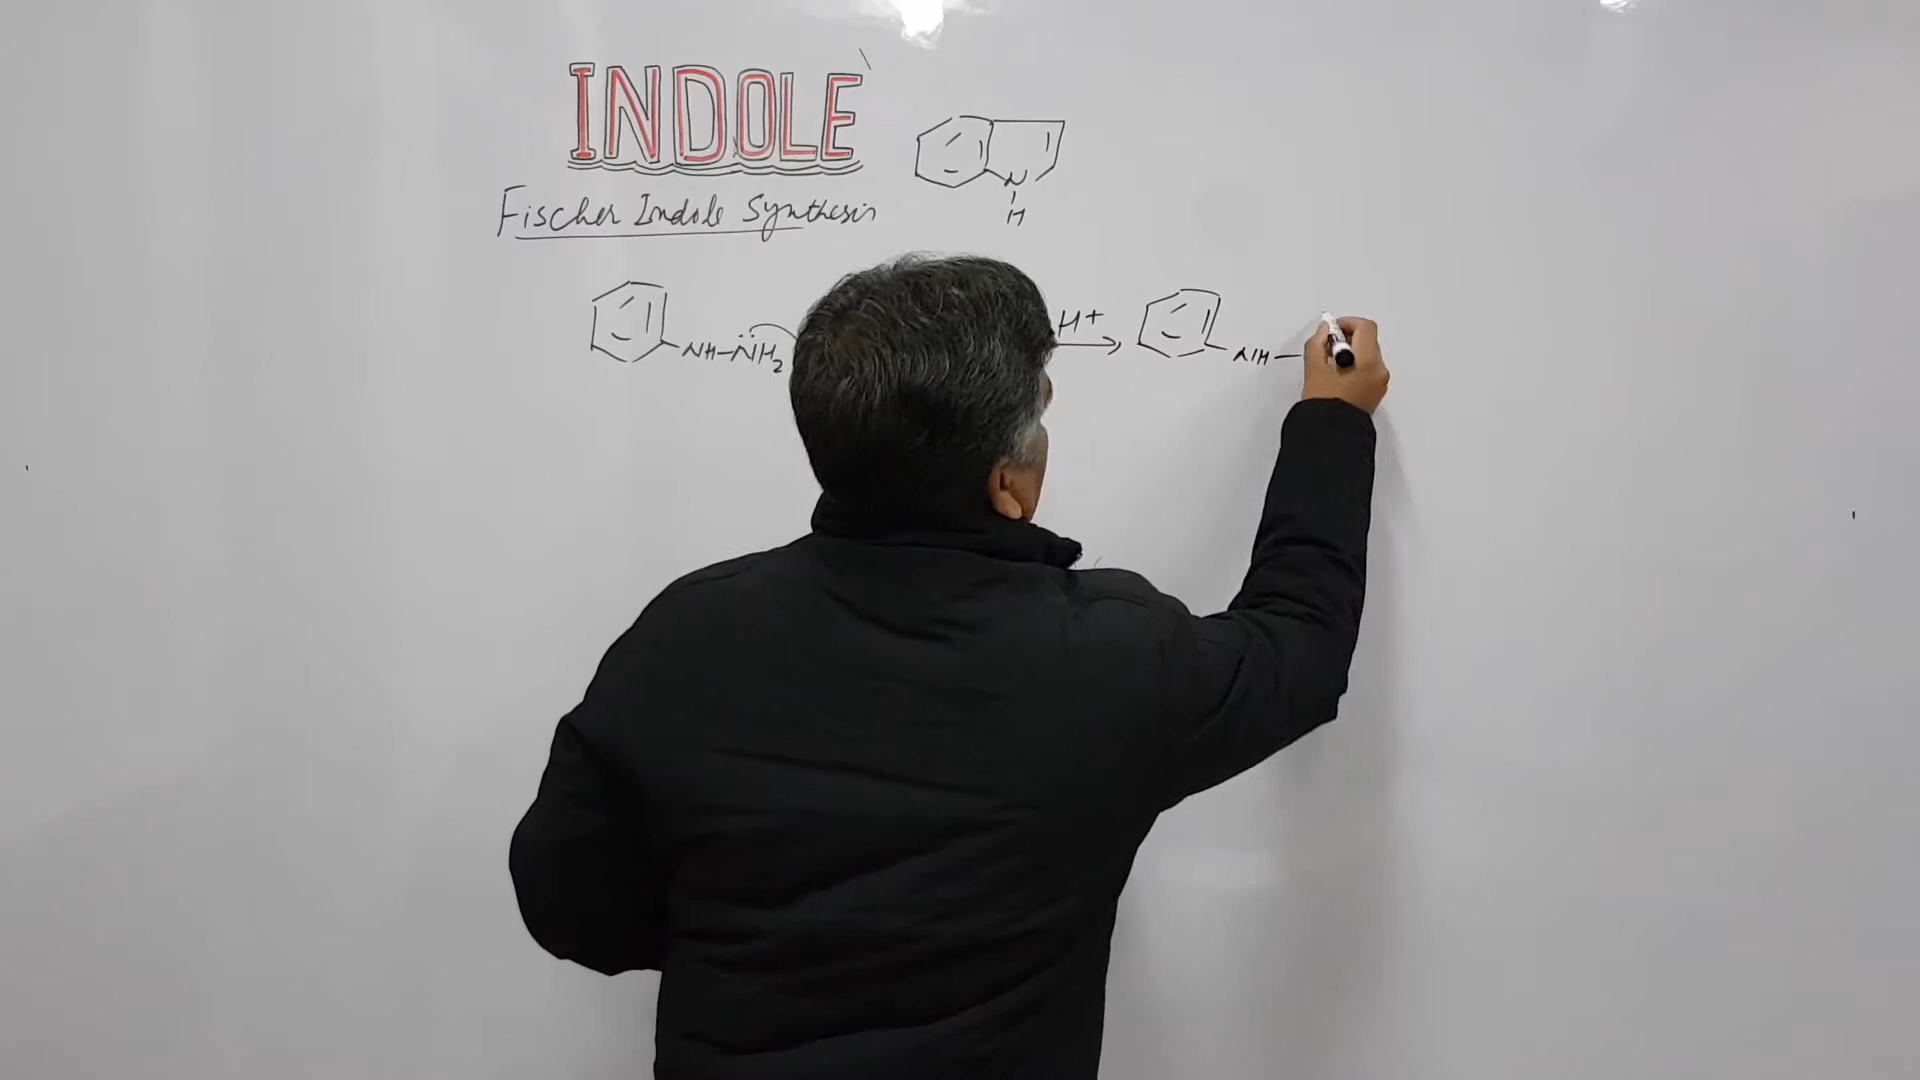 INDOLE
N
H
Fischer Indole Synthesis
NH-NH2 H+ NH-